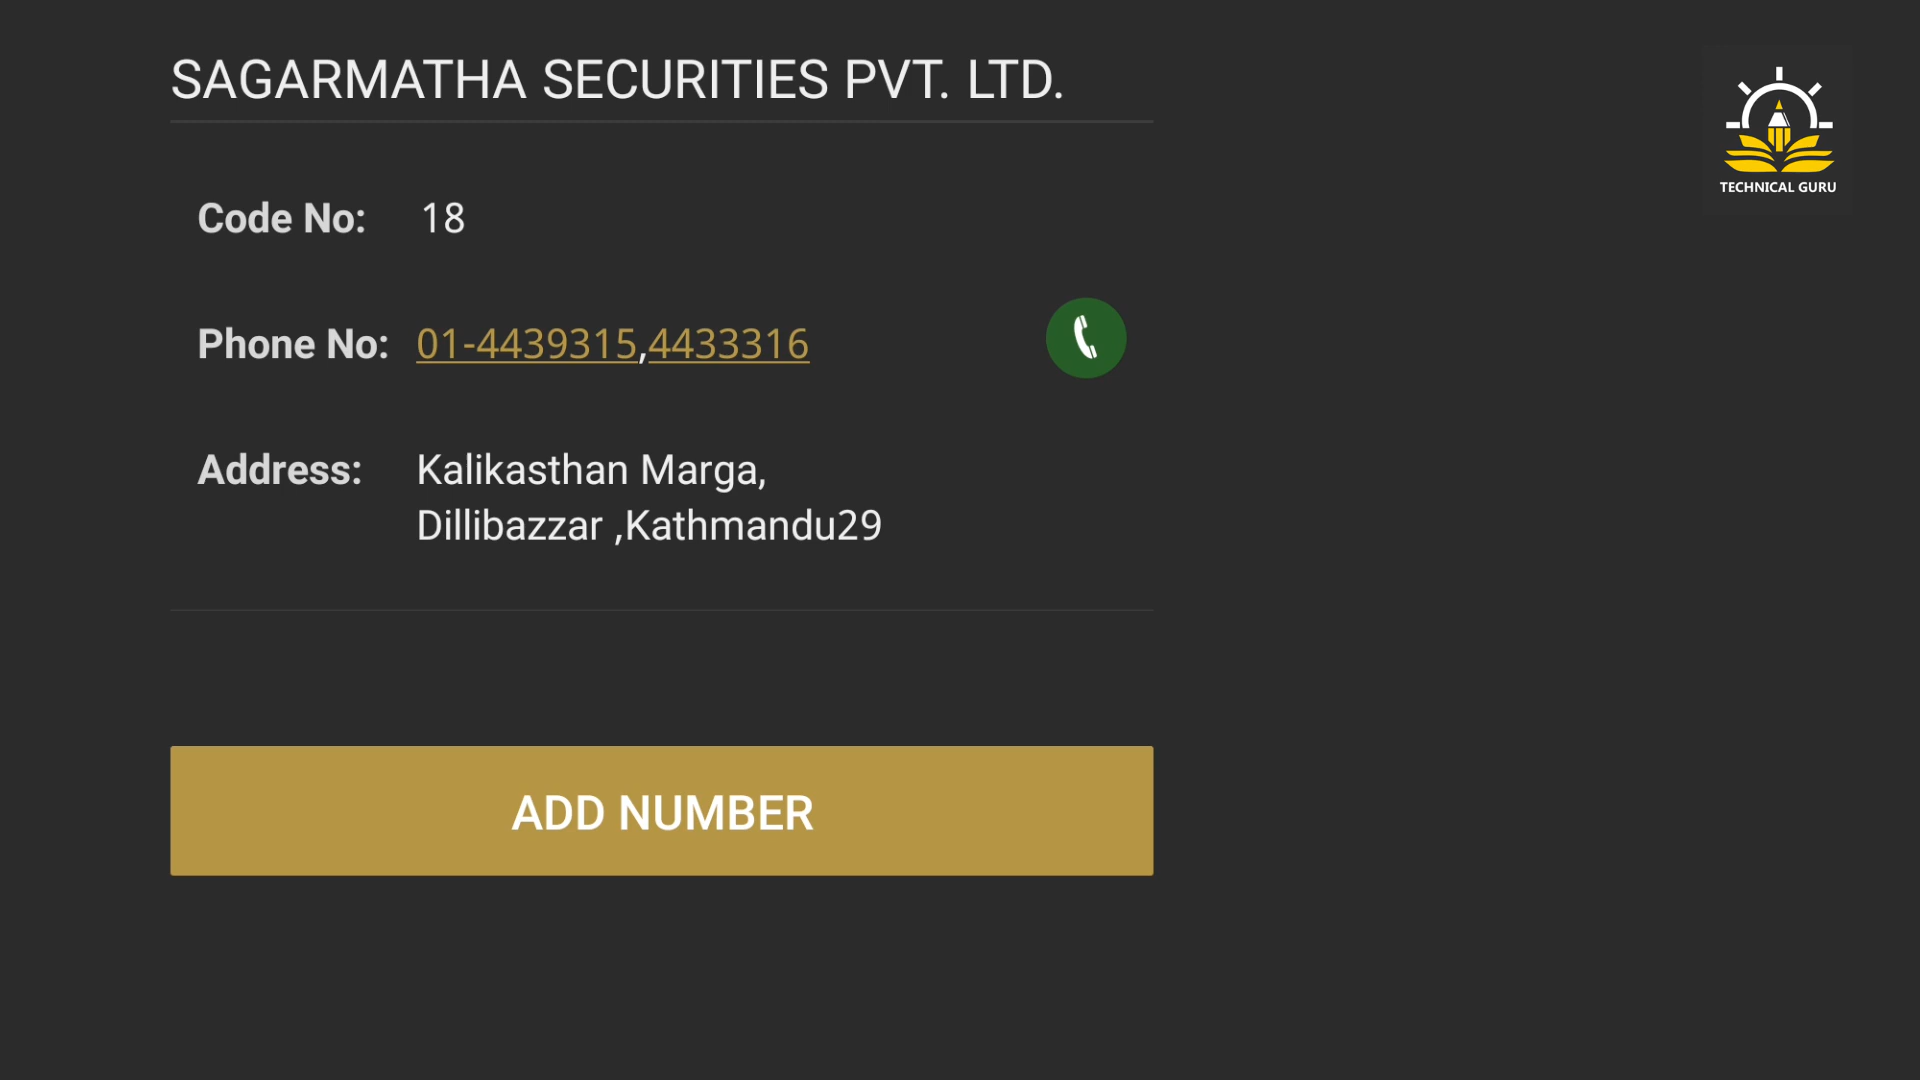 SAGARMATHA SECURITIES PVT. LTD.
TECHNICAL GURU
Code No: 18
Phone No: 01-4439315,4433316
Address: Kalikasthan Marga,
Dillibazzar ,Kathmandu29
ADD NUMBER